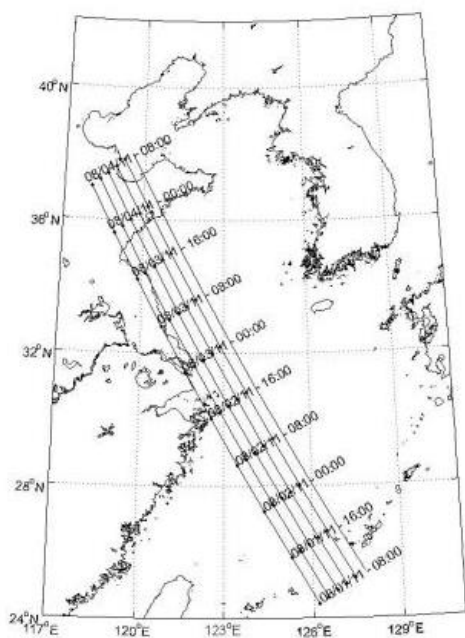 40°N
08/04/11 - 08:00
08/04/11 - 00:00
36°N
08/03/11 - 16:00
08/03/11 - 08:00
32°N
08/03/11 - 00:00
08/02/11 - 16:00
08/02/11 - 08:00
28°N
08/02/11 - 00:00
08/01/11 - 16:00
08/01/11 - 08:00
24°N
117°E 120°E 123°E 126°E 129°E